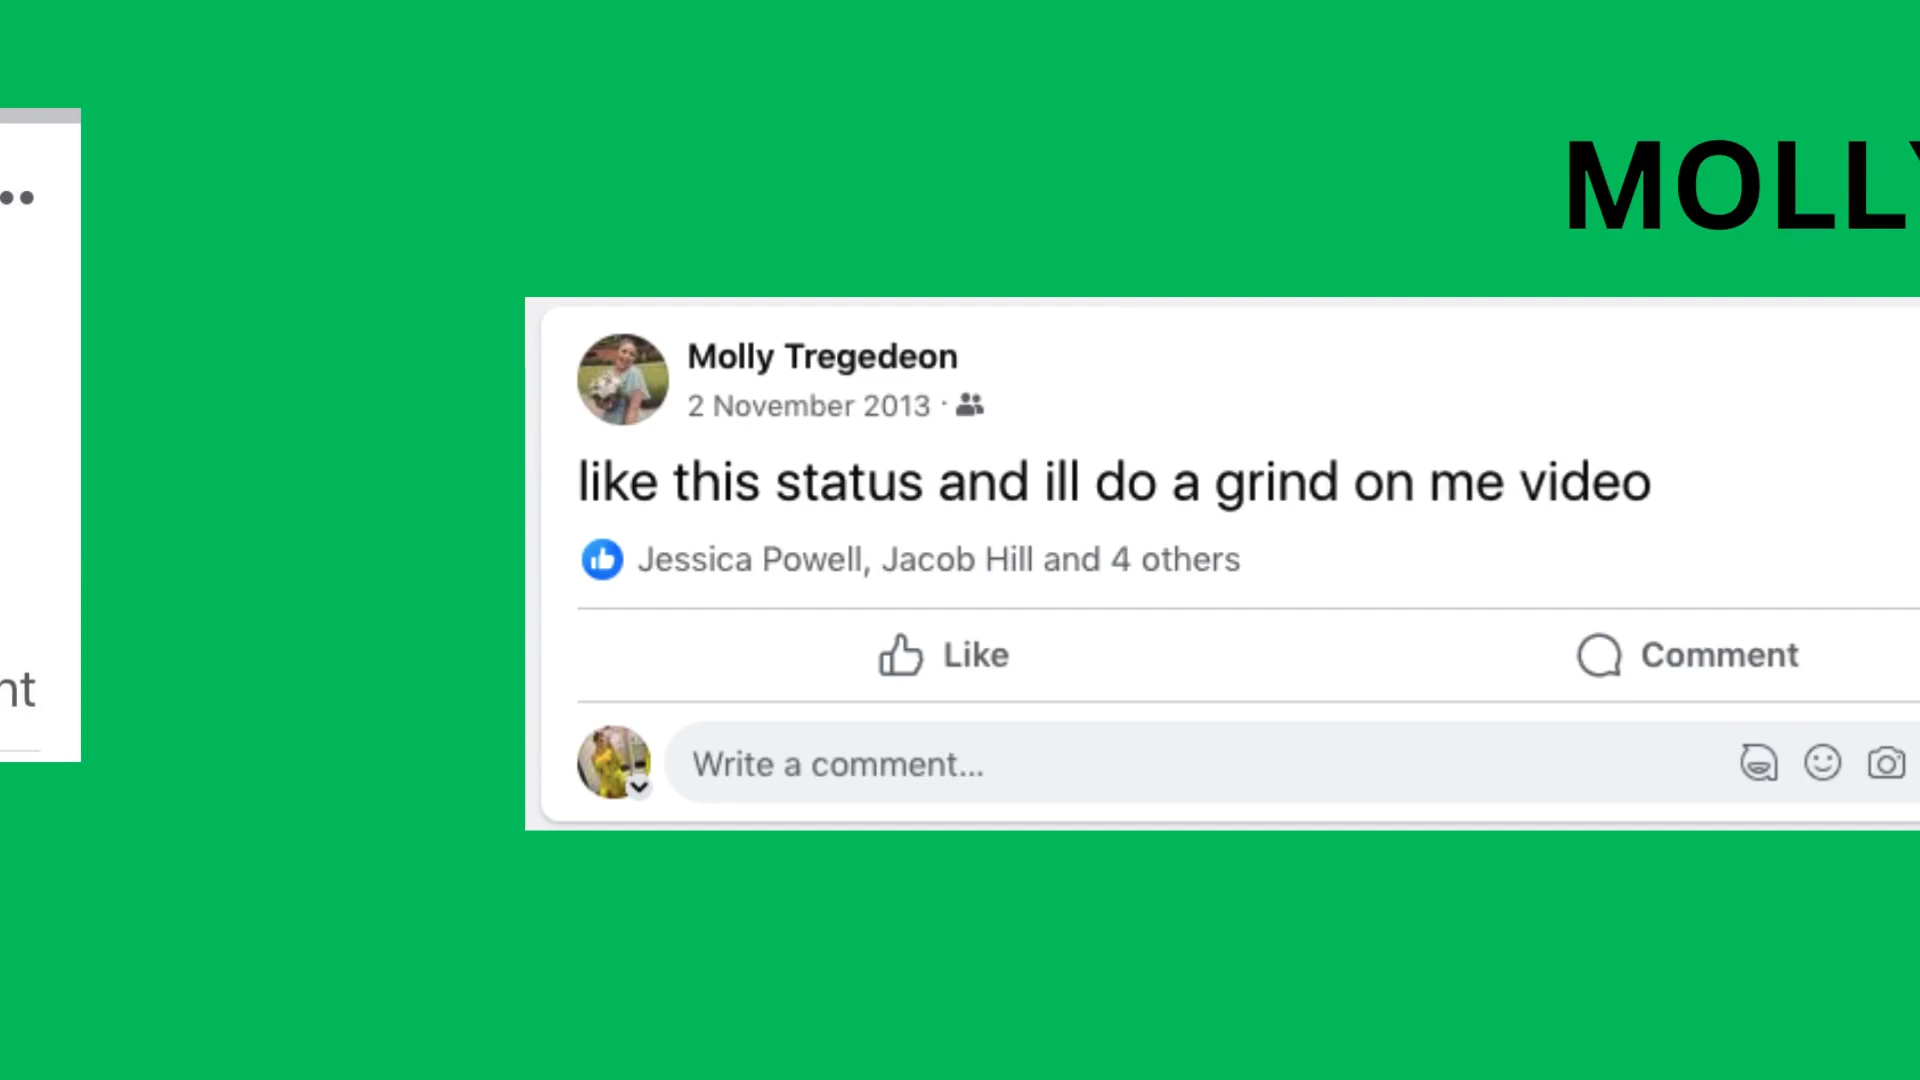 MOLLY
nt
Molly Tregedeon
2 November 2013 ·
like this status and ill do a grind on me video
Jessica Powell, Jacob Hill and 4 others
Like
Comment
Write a comment...